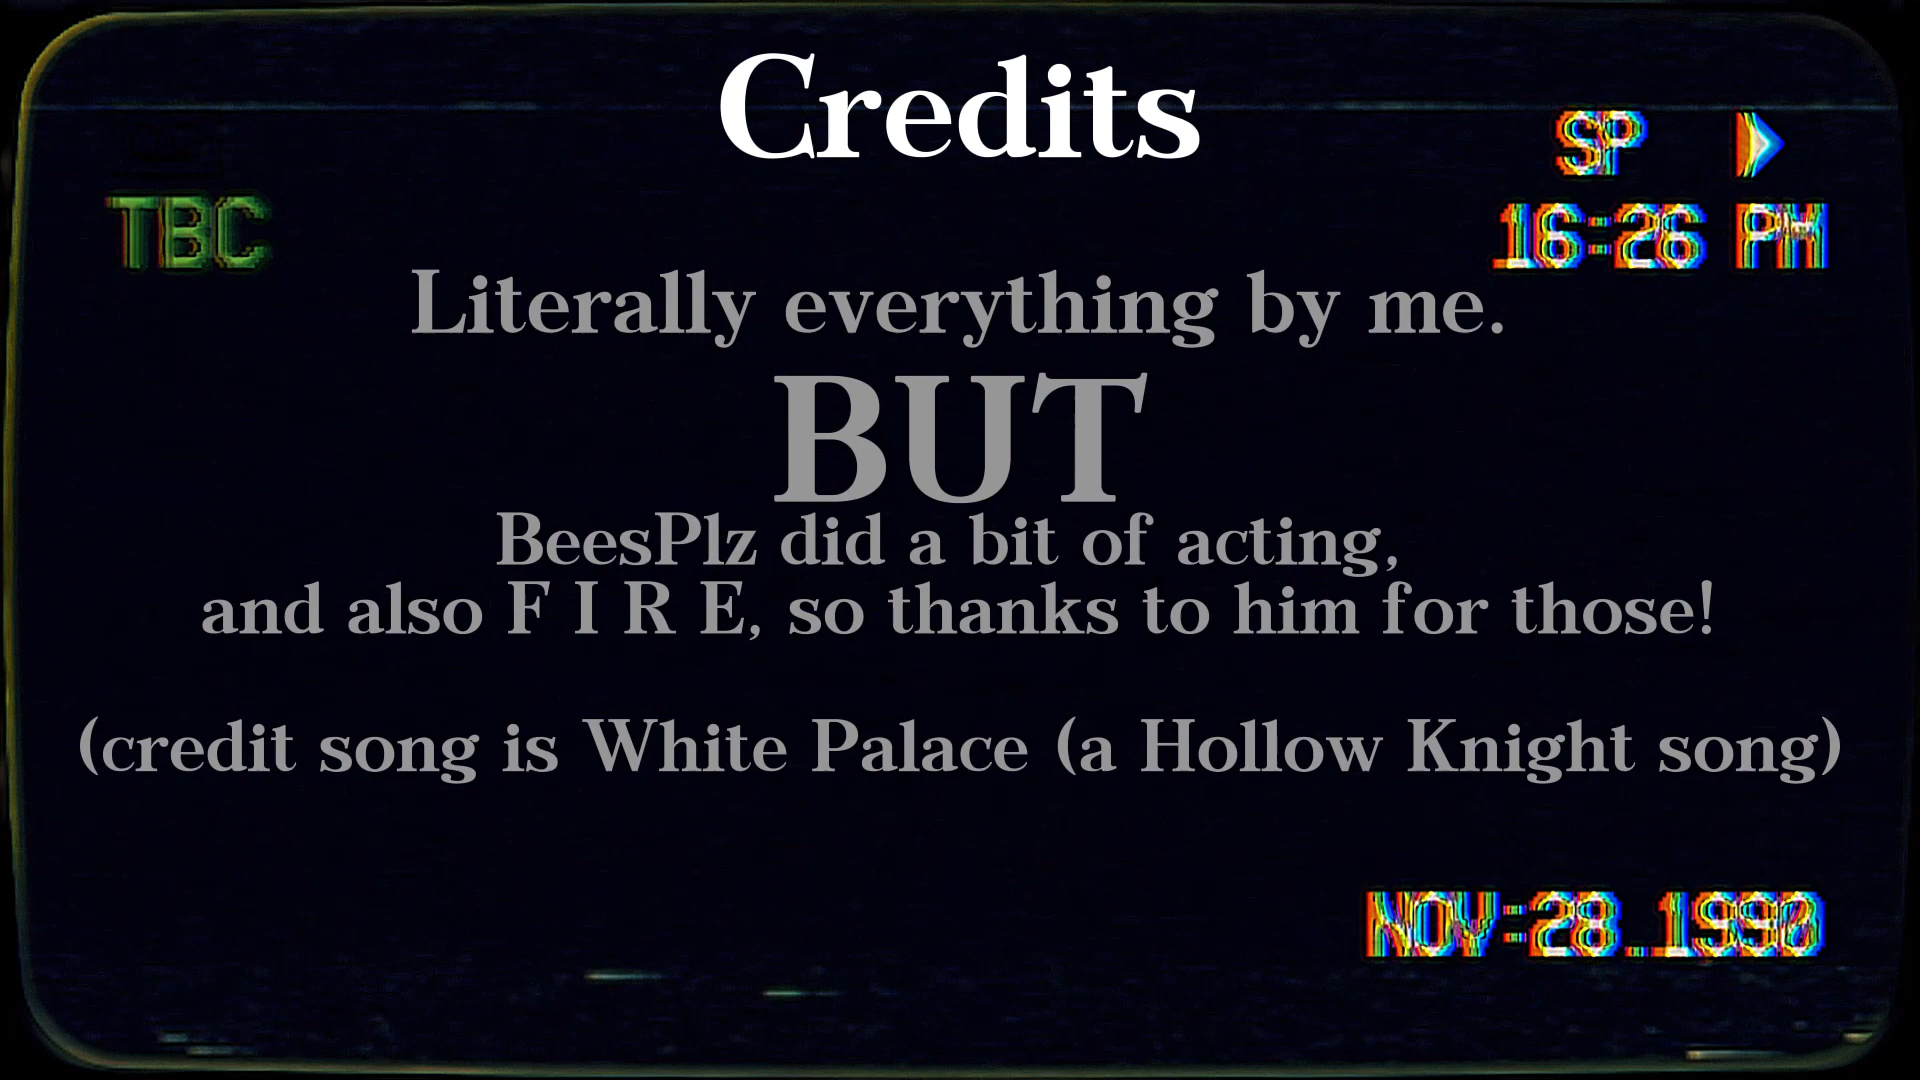 Credits
SP
TBC
16:26 PM
Literally everything by me.
BUT
BeesPlz did a bit of acting,
and also F I R E, so thanks to him for those!
(credit song is White Palace (a Hollow Knight song)
NOV:28.1990